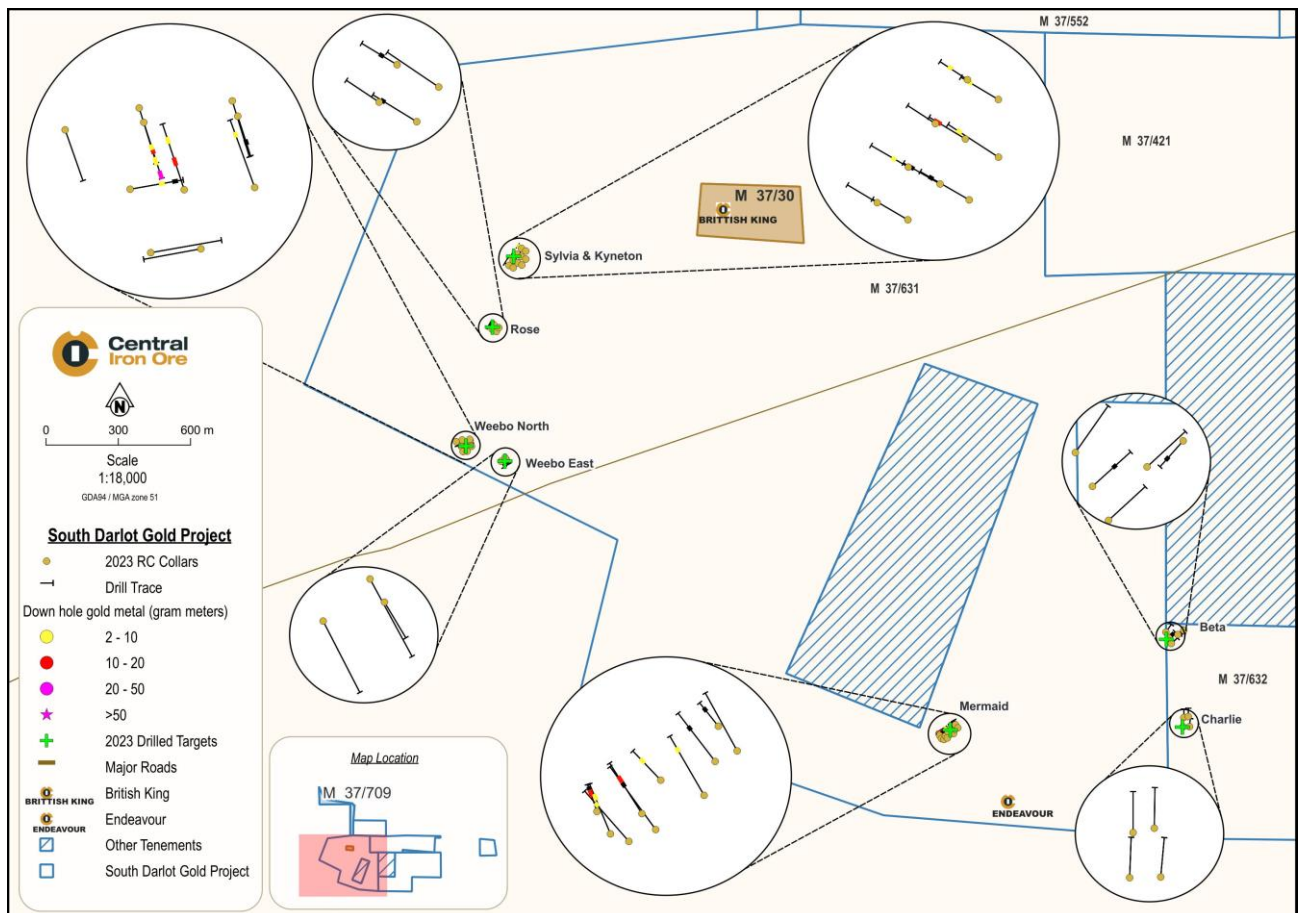 M 37/552
M 37/421
M 37/30
BRITTISH KING
Sylvia & Kyneton
M 37/631
Rose
Weebo North
Weebo East
Beta
M 37/632
Charlie
Mermaid
ENDEAVOUR
Central
Iron Ore
N
0 300 600 m
Scale
1:18,000
GDA94 / MGA zone 51
South Darlot Gold Project
2023 RC Collars
Drill Trace
Down hole gold metal (gram meters)
2 - 10
10 - 20
20 - 50
>50
2023 Drilled Targets
Major Roads
BRITTISH KING British King
ENDEAVOUR Endeavour
Other Tenements
South Darlot Gold Project
Map Location
M 37/709